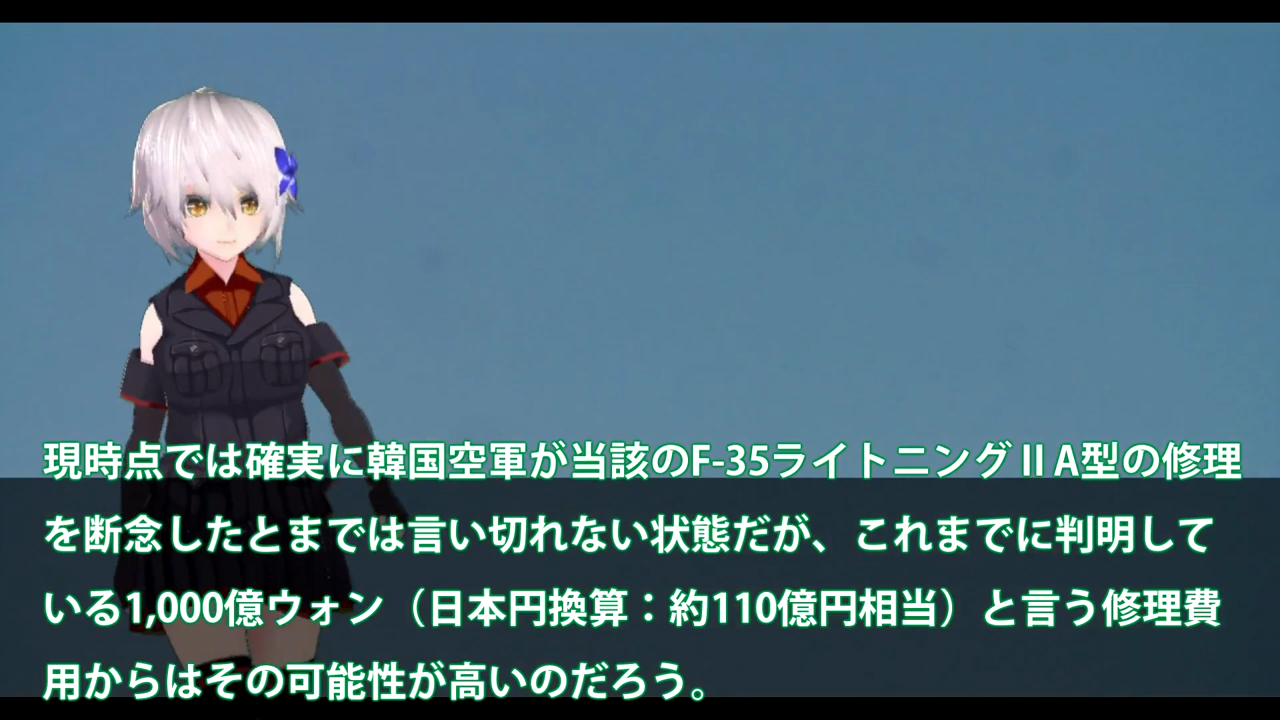 現時点では確実に韓国空軍が当該のF-35ライトニングⅡA型の修理
を断念したとまでは言い切れない状態だが、これまでに判明して
いる1,000億ウォン（日本円換算：約110億円相当）と言う修理費
用からはその可能性が高いのだろう。